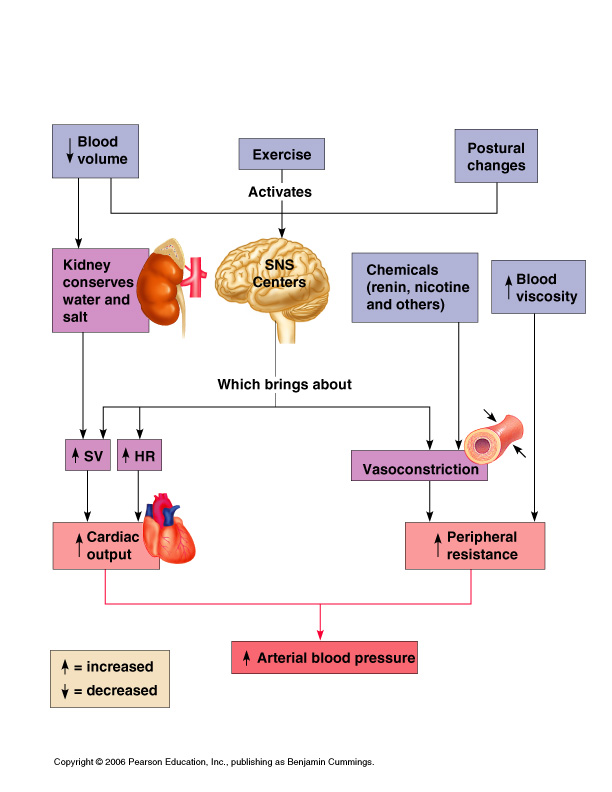 ↓ Blood
volume
Exercise
Postural
changes
Activates
Kidney
conserves
water and
salt
SNS
Centers
Chemicals
(renin, nicotine
and others)
↑ Blood
viscosity
Which brings about
↑ SV
↑ HR
Vasoconstriction
↑ Cardiac
output
↑ Peripheral
resistance
↑ Arterial blood pressure
↑ = increased
↓ = decreased
Copyright © 2006 Pearson Education, Inc., publishing as Benjamin Cummings.